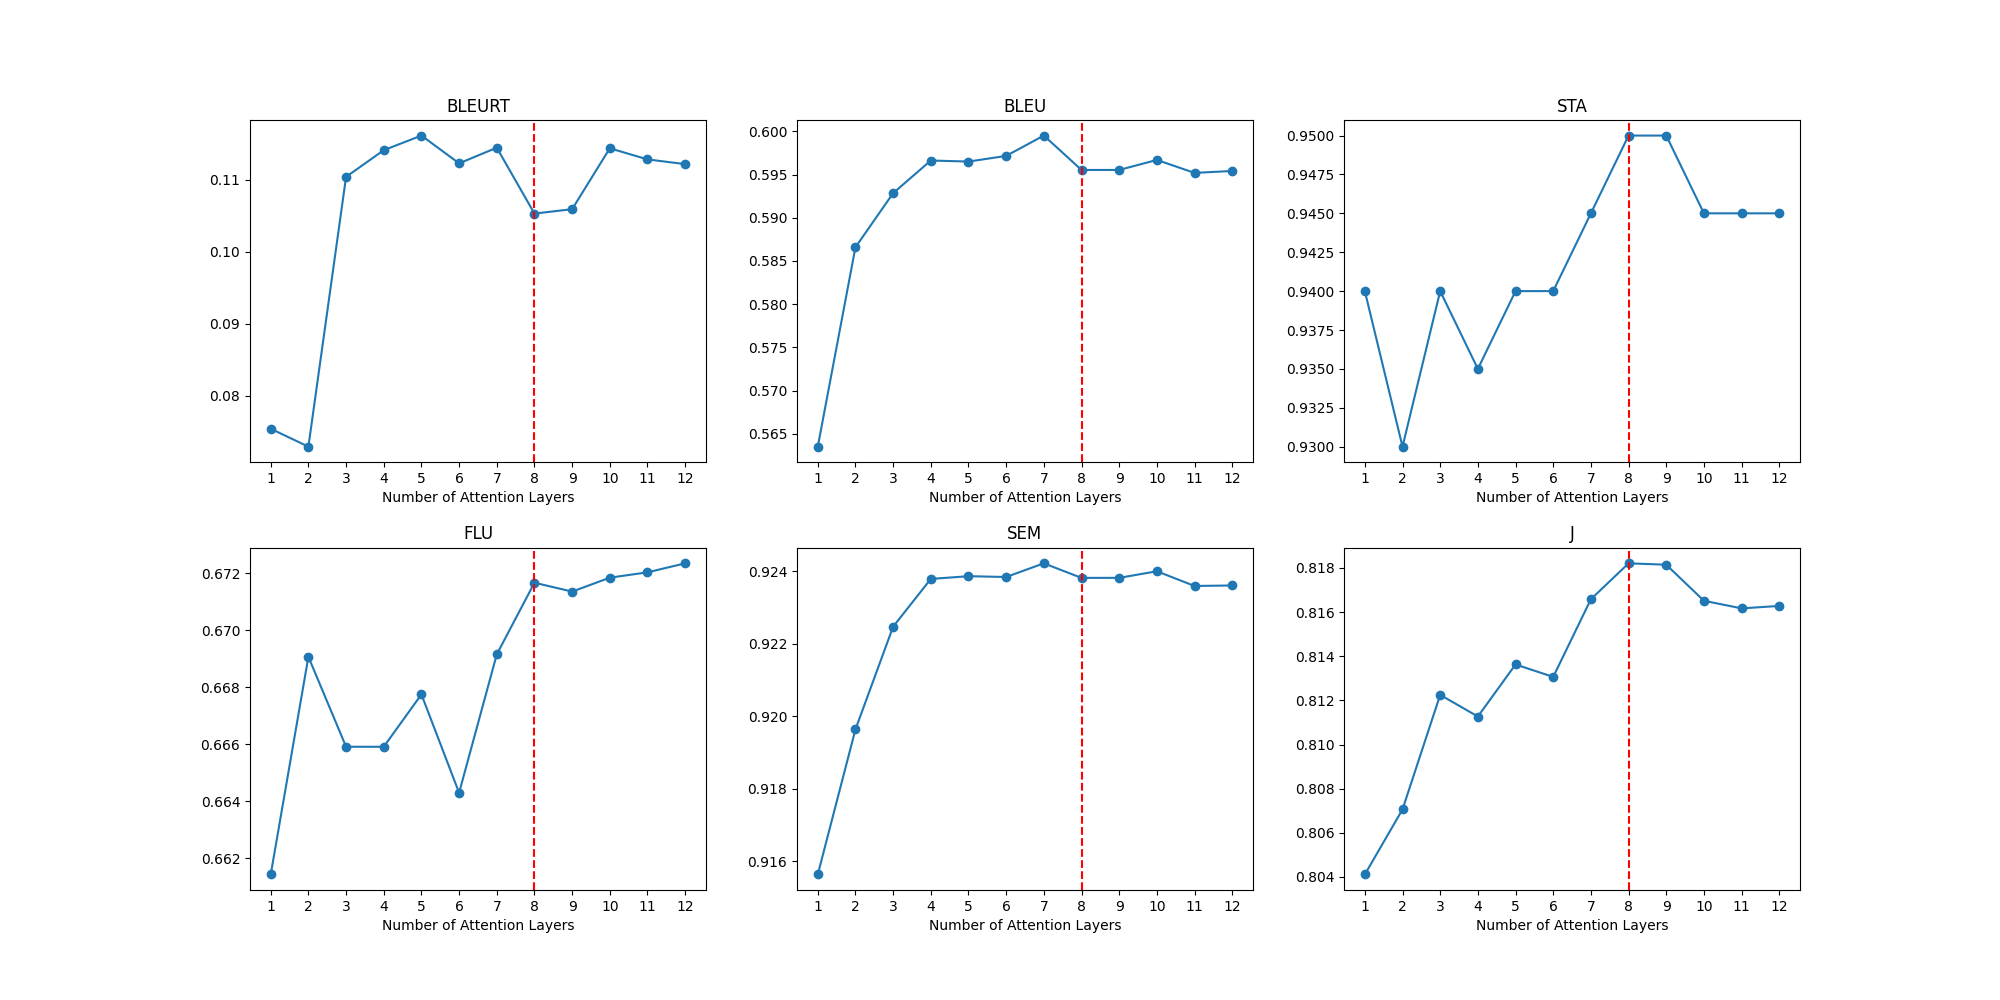 BLEURT
0.11
0.10
0.09
0.08
1 2 3 4 5 6 7 8 9 10 11 12
Number of Attention Layers
BLEU
0.600
0.595
0.590
0.585
0.580
0.575
0.570
0.565
1 2 3 4 5 6 7 8 9 10 11 12
Number of Attention Layers
STA
0.9500
0.9475
0.9450
0.9425
0.9400
0.9375
0.9350
0.9325
0.9300
1 2 3 4 5 6 7 8 9 10 11 12
Number of Attention Layers
FLU
0.672
0.670
0.668
0.666
0.664
0.662
1 2 3 4 5 6 7 8 9 10 11 12
Number of Attention Layers
SEM
0.924
0.922
0.920
0.918
0.916
1 2 3 4 5 6 7 8 9 10 11 12
Number of Attention Layers
J
0.818
0.816
0.814
0.812
0.810
0.808
0.806
0.804
1 2 3 4 5 6 7 8 9 10 11 12
Number of Attention Layers